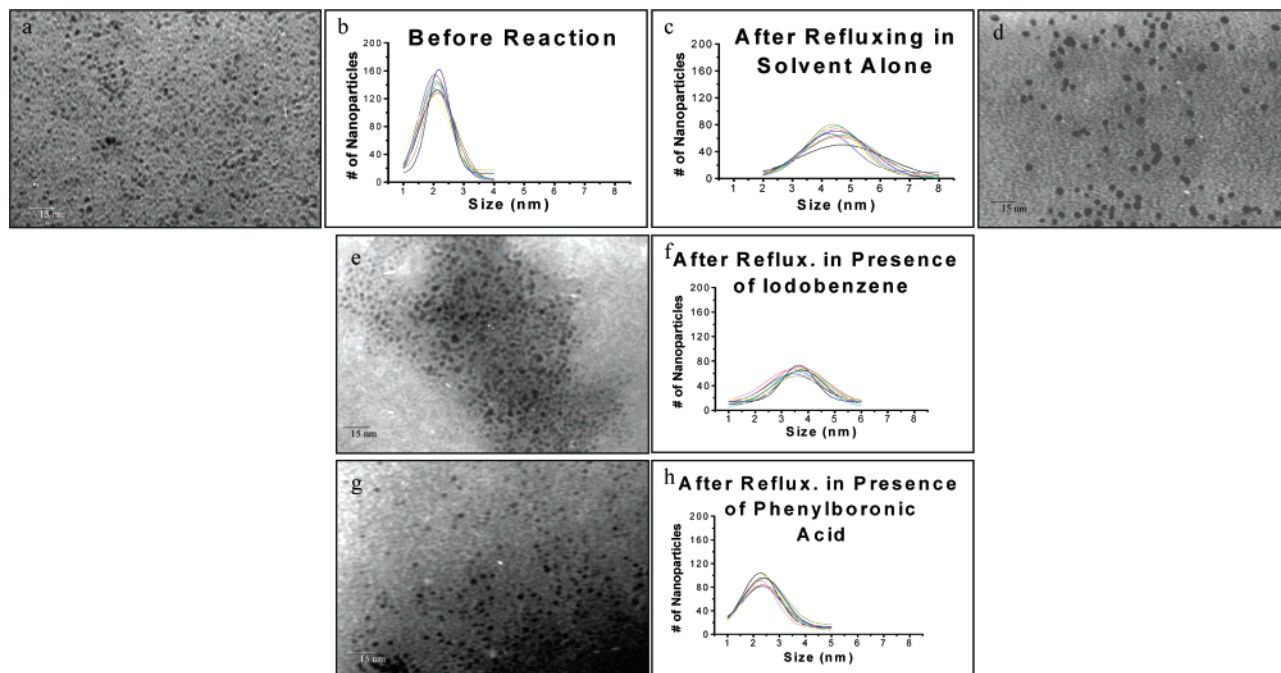 a
15 nm
b
Before Reaction
# of Nanoparticles
200
160
120
80
40
0
1 2 3 4 5 6 7 8
Size (nm)
c
After Refluxing in
Solvent Alone
# of Nanoparticles
200
160
120
80
40
0
1 2 3 4 5 6 7 8
Size (nm)
d
15 nm
e
15 nm
f
After Reflux. in Presence
of Iodobenzene
# of Nanoparticles
200
160
120
80
40
0
1 2 3 4 5 6 7 8
Size (nm)
g
15 nm
h
After Reflux. in Presence
of Phenylboronic
Acid
# of Nanoparticles
200
160
120
80
40
0
1 2 3 4 5 6 7 8
Size (nm)